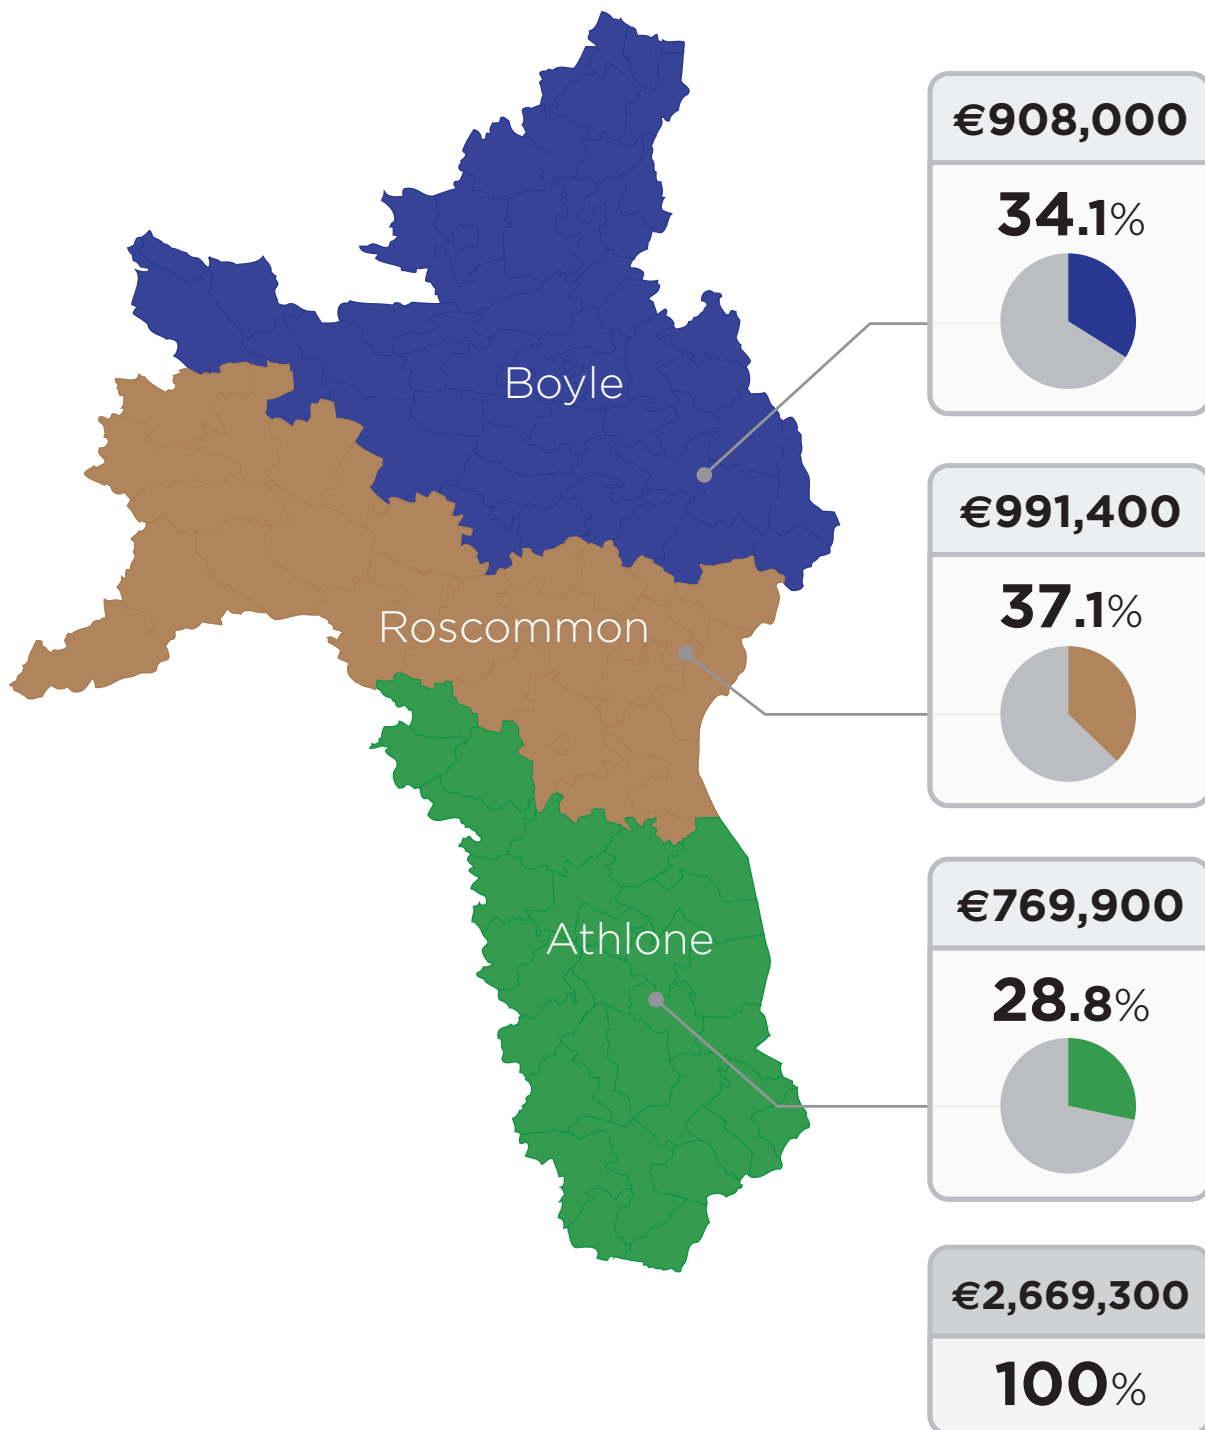 €908,000
34.1%
Boyle
€991,400
37.1%
Roscommon
€769,900
28.8%
Athlone
€2,669,300
100%